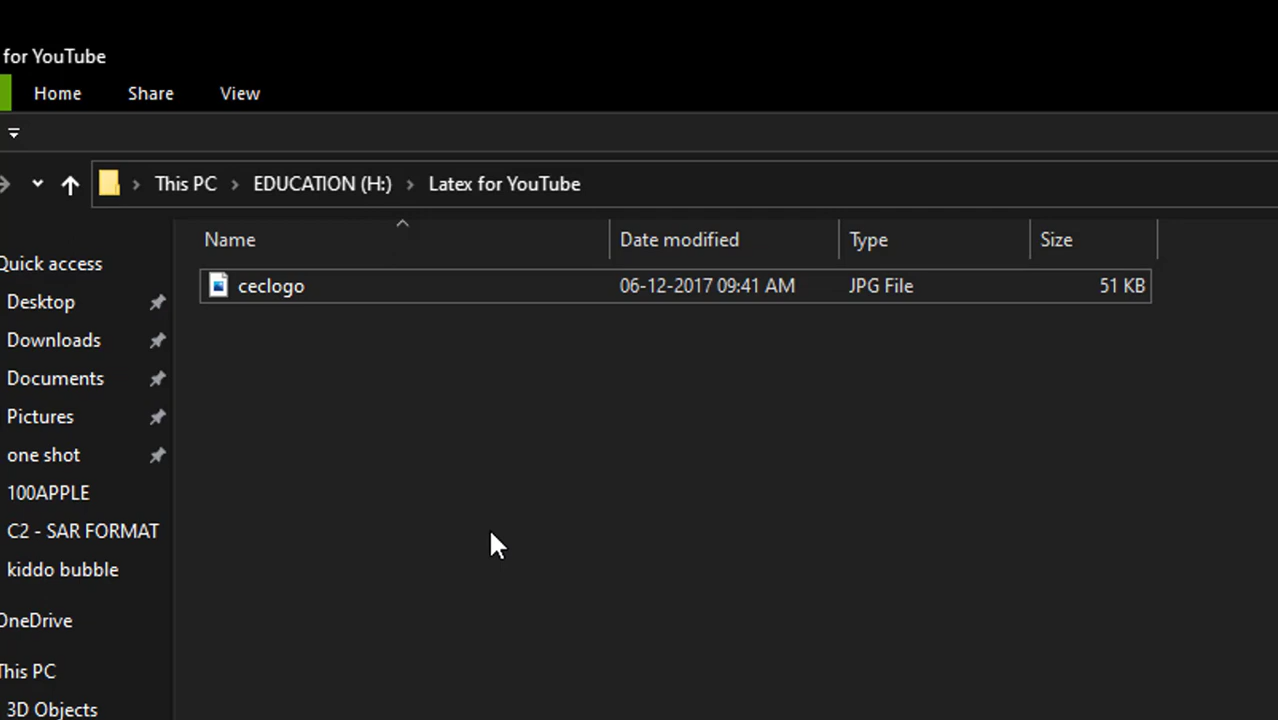 for YouTube
Home Share View
This PC EDUCATION (H:) Latex for YouTube
Name Date modified Type Size
ceclogo 06-12-2017 09:41 AM JPG File 51 KB
Quick access
Desktop
Downloads
Documents
Pictures
one shot
100APPLE
C2 - SAR FORMAT
kiddo bubble
OneDrive
This PC
3D Objects